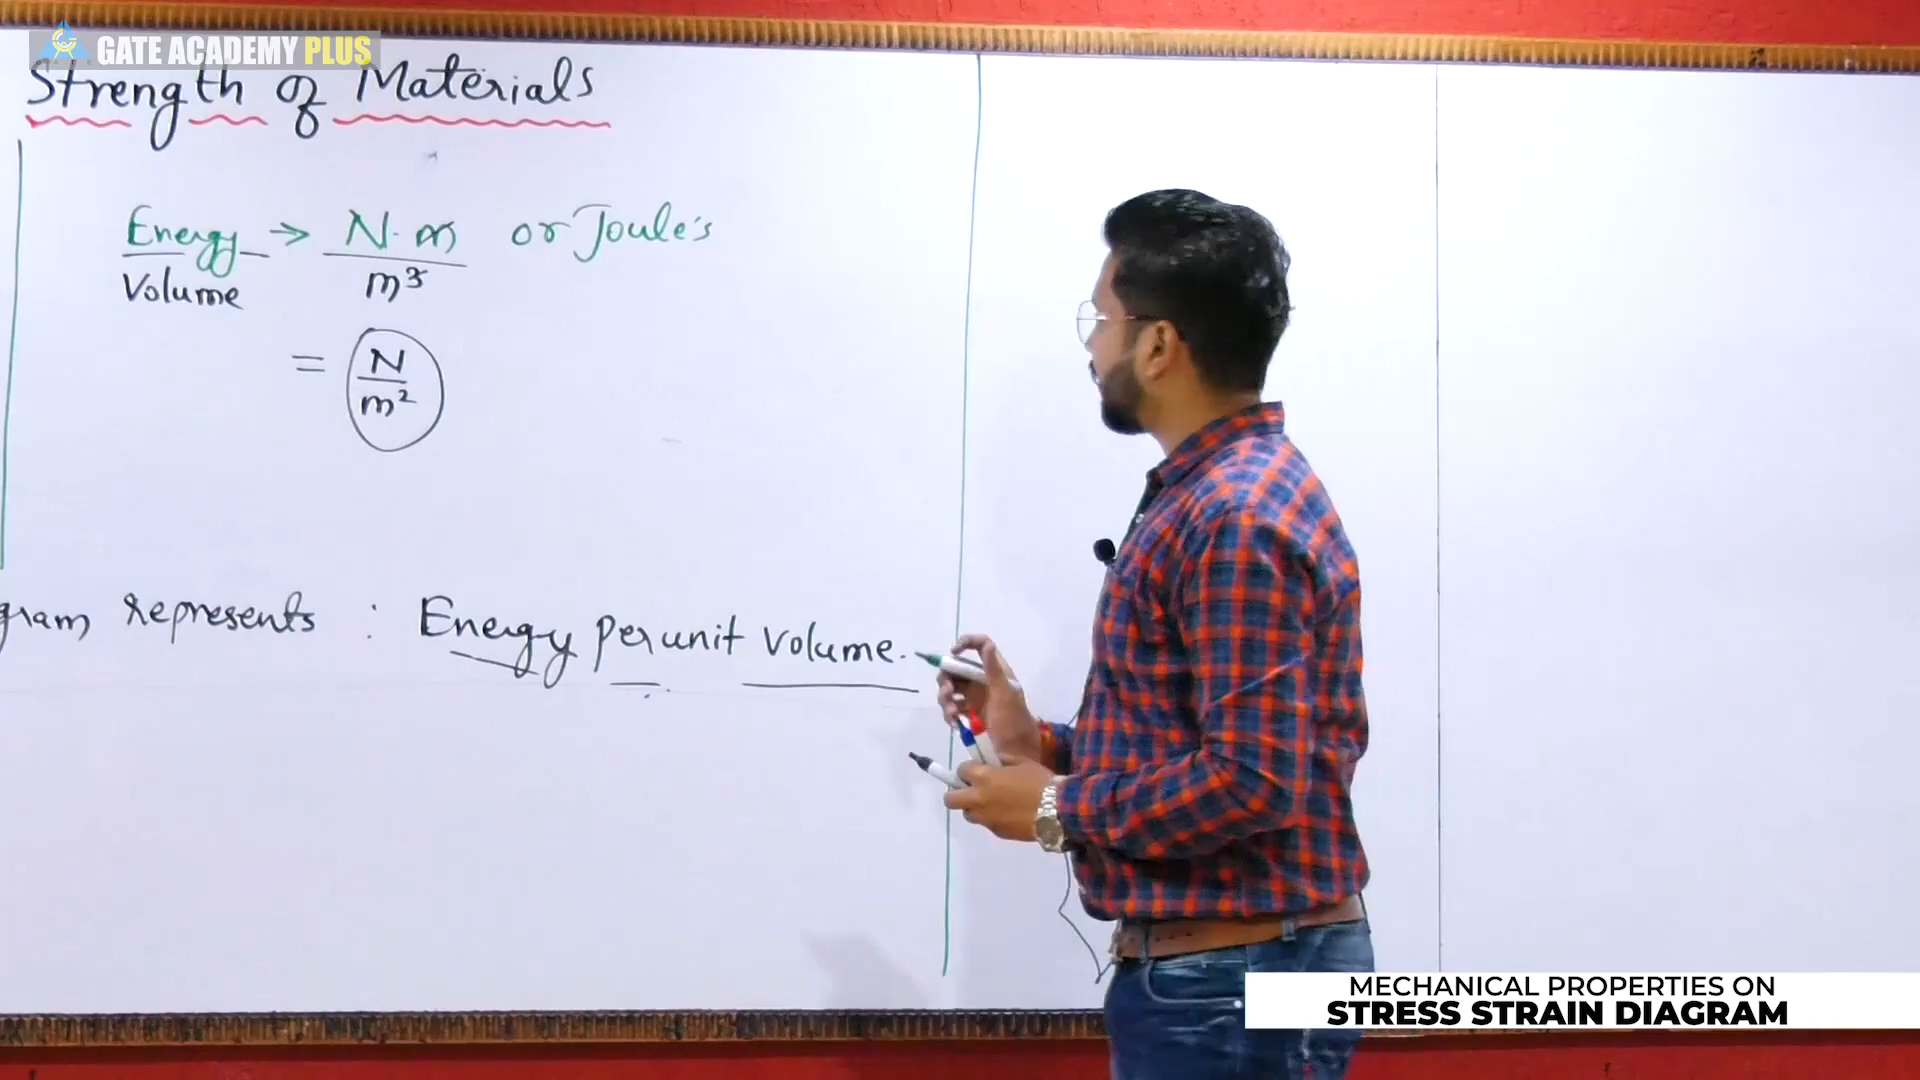 GATE ACADEMY PLUS
Strength of Materials
Energy → N·m or Joule's
Volume m³
= N
m²
gram represents : Energy per unit volume.
MECHANICAL PROPERTIES ON
STRESS STRAIN DIAGRAM